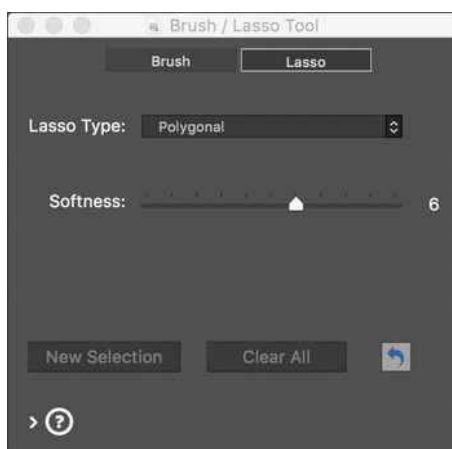 Brush / Lasso Tool
Brush Lasso
Lasso Type: Polygonal
Softness: 6
New Selection Clear All
?